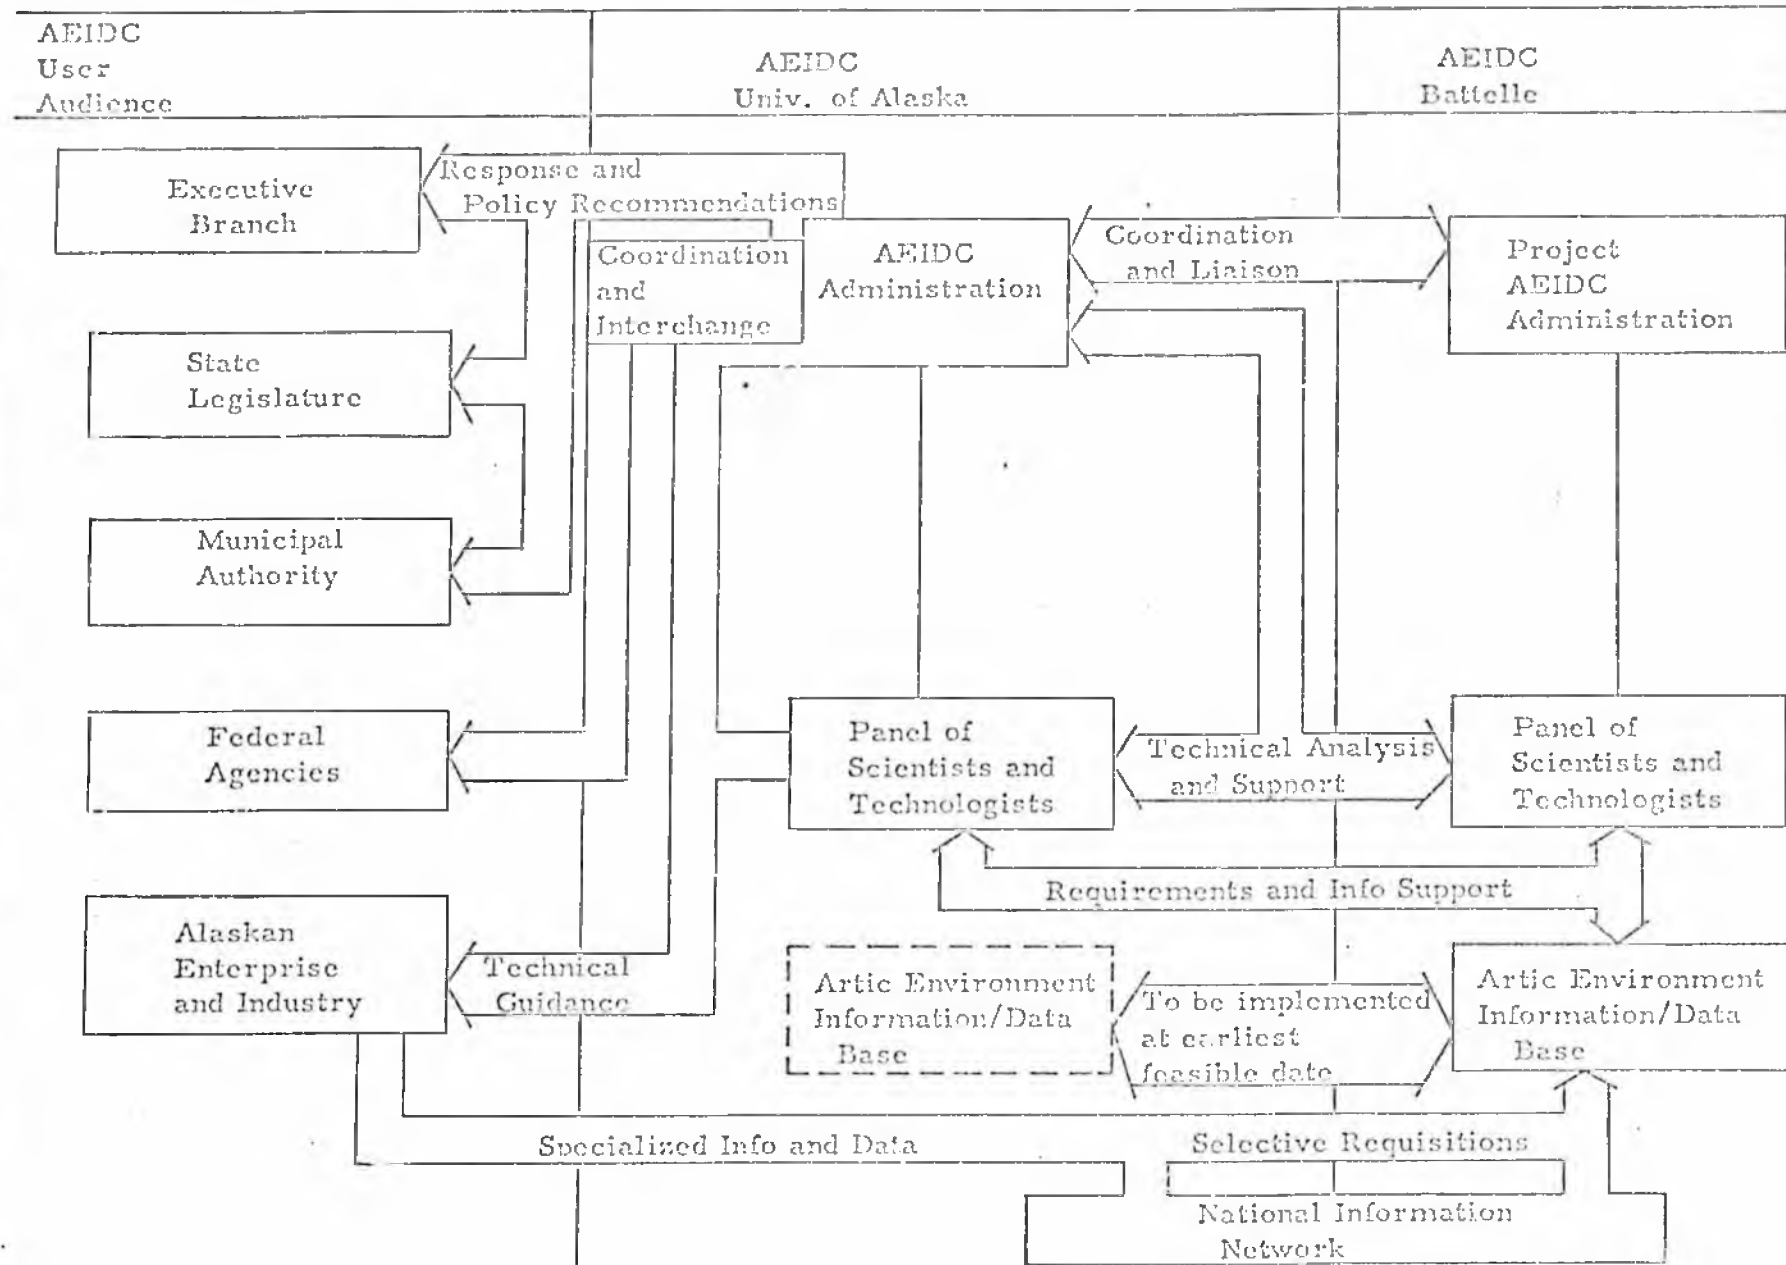 AEIDC
User
Audience
AEIDC
Univ. of Alaska
AEIDC
Battelle
Executive
Branch
Response and
Policy Recommendations
Coordination
and
Interchange
AEIDC
Administration
Coordination
and Liaison
Project
AEIDC
Administration
State
Legislature
Municipal
Authority
Federal
Agencies
Panel of
Scientists and
Technologists
Technical Analysis
and Support
Panel of
Scientists and
Technologists
Requirements and Info Support
Alaskan
Enterprise
and Industry
Technical
Guidance
Artic Environment
Information/Data
Base
To be implemented
at earliest
feasible date
Artic Environment
Information/Data
Base
Specialized Info and Data
Selective Requisitions
National Information
Network